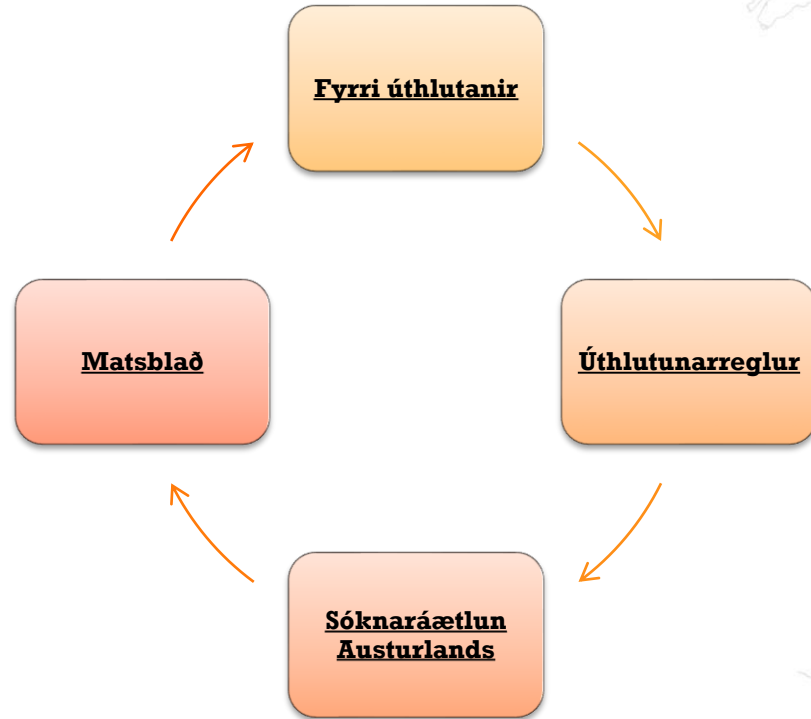 Fyrri úthlutanir
Úthlutunarreglur
Sóknaráætlun
Austurlands
Matsblað